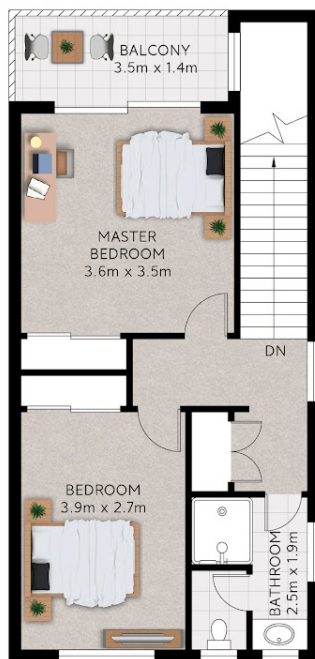 BALCONY
3.5m x 1.4m
MASTER
BEDROOM
3.6m x 3.5m
DN
BEDROOM
3.9m x 2.7m
BATHROOM
2.5m x 1.9m